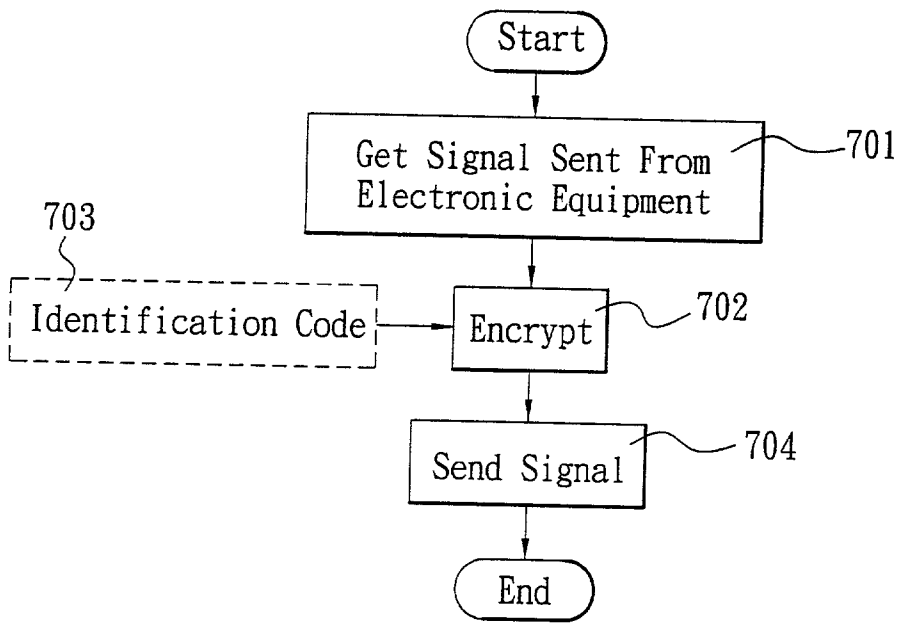 Start
Get Signal Sent From
Electronic Equipment
701
703
Identification Code
Encrypt
702
Send Signal
704
End